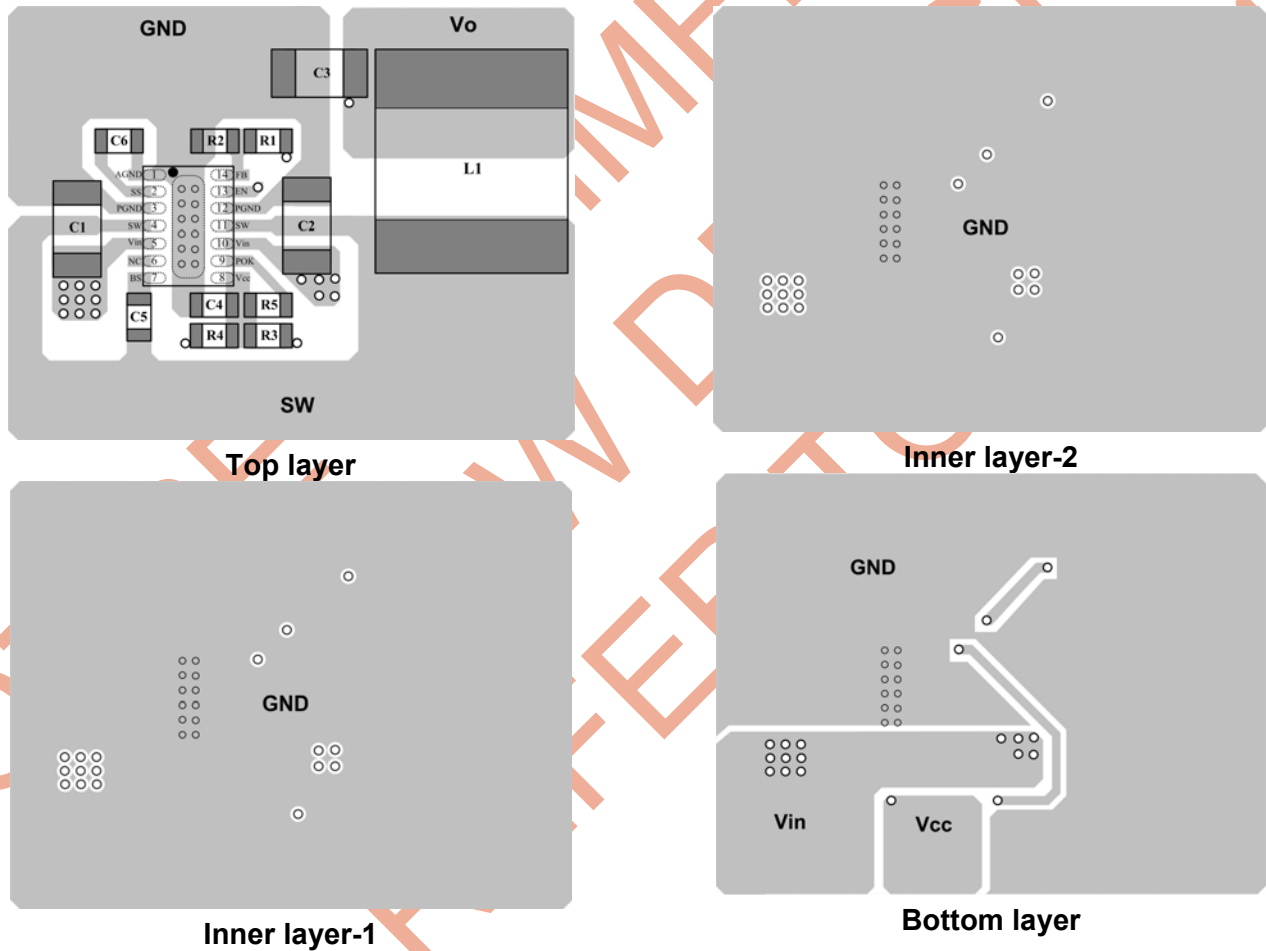 GND
Vo
C3
C6
R2
R1
L1
AGND 1
14 FB
SS 2
13 EN
PGND 3
12 PGND
C1
SW 4
11 SW
C2
Vin 5
10 Vin
NC 6
9 POK
BS 7
8 Vcc
C5
C4
R5
R4
R3
SW
Top layer
GND
Inner layer-2
GND
Inner layer-1
GND
Vin
Vcc
Bottom layer